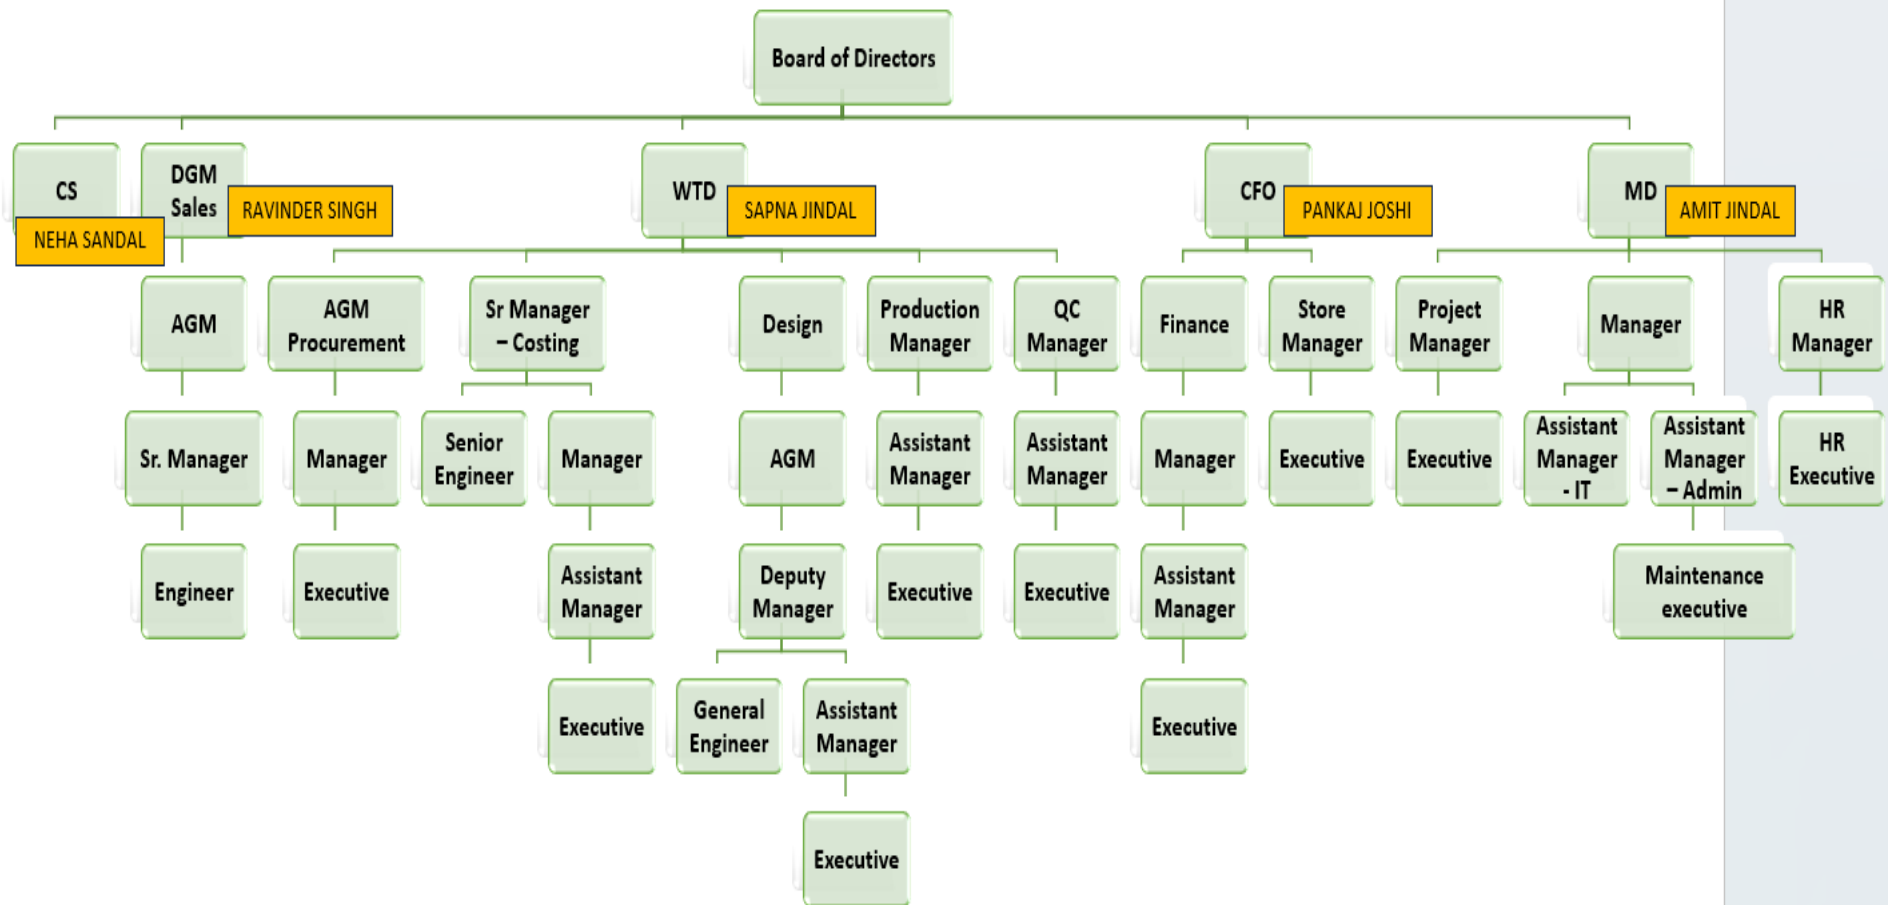 Board of Directors
CS
NEHA SANDAL
DGM
Sales
RAVINDER SINGH
WTD
SAPNA JINDAL
CFO
PANKAJ JOSHI
MD
AMIT JINDAL
AGM
AGM
Procurement
Sr Manager
– Costing
Design
Production
Manager
QC
Manager
Finance
Store
Manager
Project
Manager
Manager
HR
Manager
Sr. Manager
Manager
Senior
Engineer
Manager
AGM
Assistant
Manager
Assistant
Manager
Manager
Executive
Executive
Assistant
Manager
- IT
Assistant
Manager
– Admin
HR
Executive
Engineer
Executive
Assistant
Manager
Deputy
Manager
Executive
Executive
Assistant
Manager
Maintenance
executive
Executive
General
Engineer
Assistant
Manager
Executive
Executive